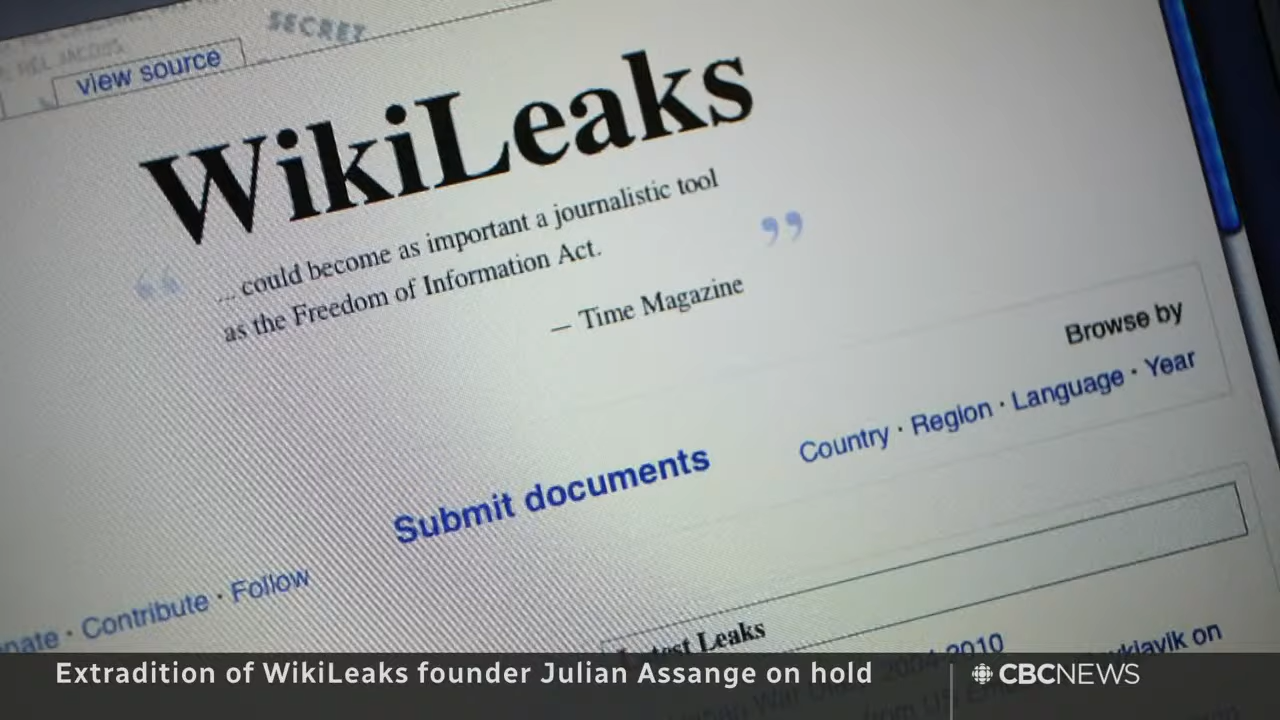 SECRET
view source
WikiLeaks
... could become as important a journalistic tool
as the Freedom of Information Act.
— Time Magazine
Browse by
Country · Region · Language · Year
Submit documents
· Contribute · Follow
Latest Leaks
2004-2010
on
Extradition of WikiLeaks founder Julian Assange on hold
CBCNEWS